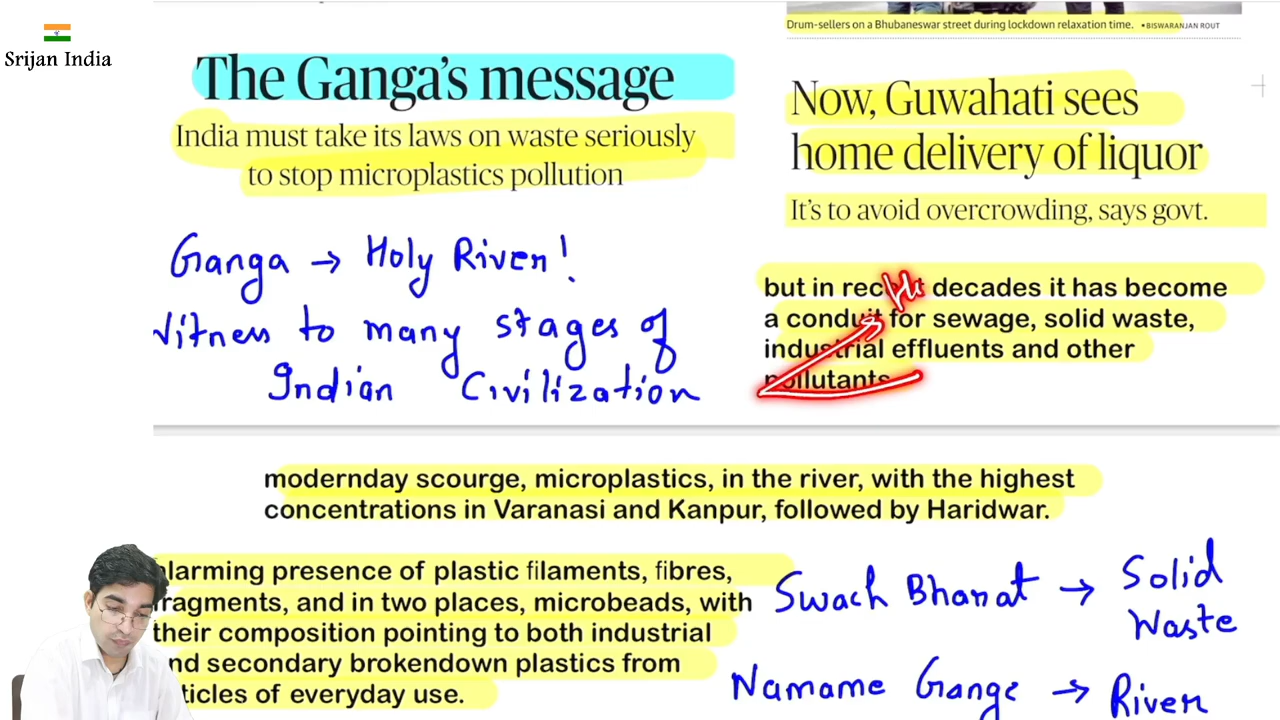 Srijan India
Drum-sellers on a Bhubaneswar street during lockdown relaxation time. •BISWARANJAN ROUT
The Ganga's message
India must take its laws on waste seriously
to stop microplastics pollution
Now, Guwahati sees
home delivery of liquor
It's to avoid overcrowding, says govt.
Ganga → Holy River!
vitness to many stages of
Indian Civilization
but in decades it has become
a conduit for sewage, solid waste,
industrial effluents and other
pollutants
modernday scourge, microplastics, in the river, with the highest
concentrations in Varanasi and Kanpur, followed by Haridwar.
alarming presence of plastic filaments, fibres,
fragments, and in two places, microbeads, with
their composition pointing to both industrial
and secondary brokendown plastics from
articles of everyday use.
Swach Bharat → Solid
Waste
Namame Gange → River